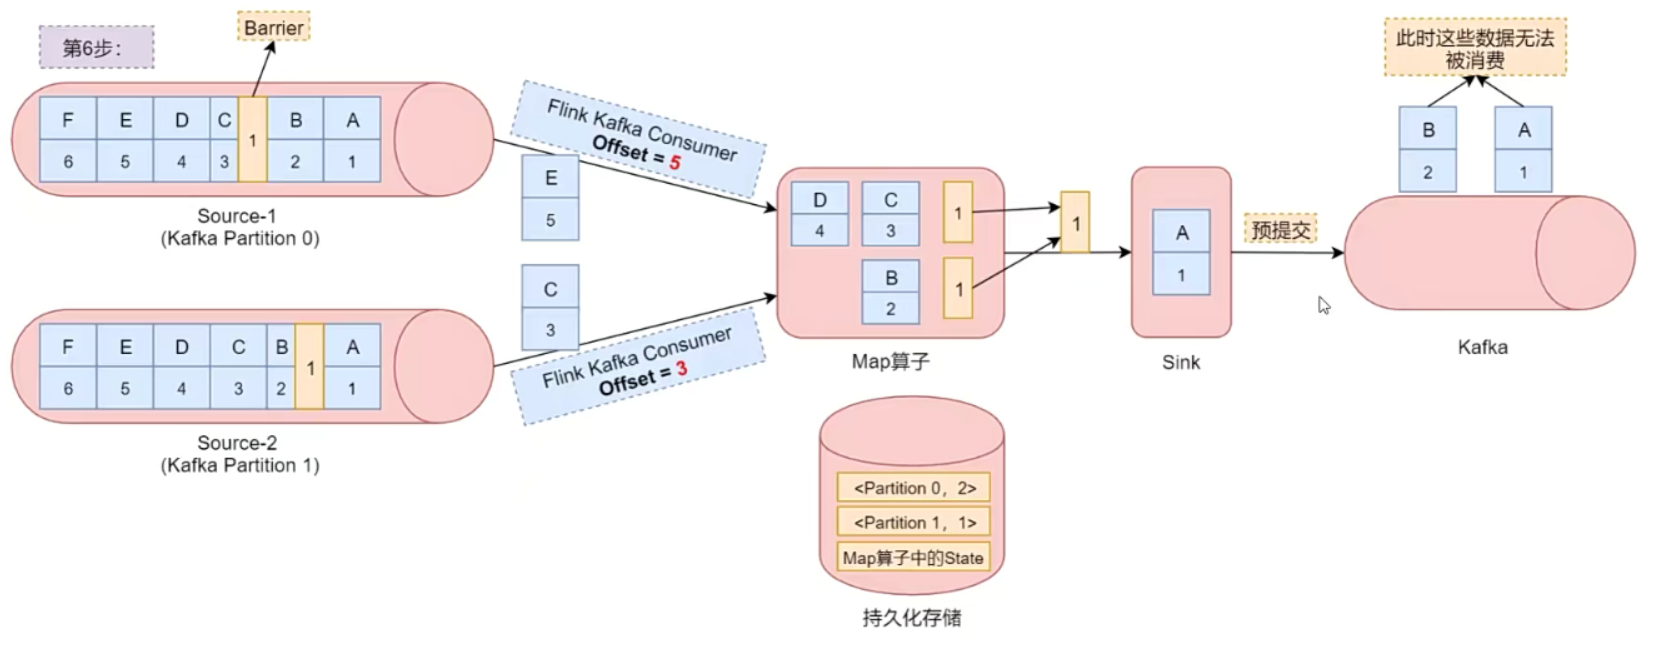 第6步：
Barrier
F E D C B A
1
6 5 4 3 2 1
Source-1
(Kafka Partition 0)
Flink Kafka Consumer
Offset = 5
E
5
F E D C B A
1
6 5 4 3 2 1
Source-2
(Kafka Partition 1)
C
3
Flink Kafka Consumer
Offset = 3
D C 1
4 3
B 1
2
Map算子
1
A
1
Sink
预提交
此时这些数据无法
被消费
B A
2 1
Kafka
<Partition 0，2>
<Partition 1，1>
Map算子中的State
持久化存储